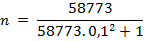 n = 58773 / 58773.0,1² + 1